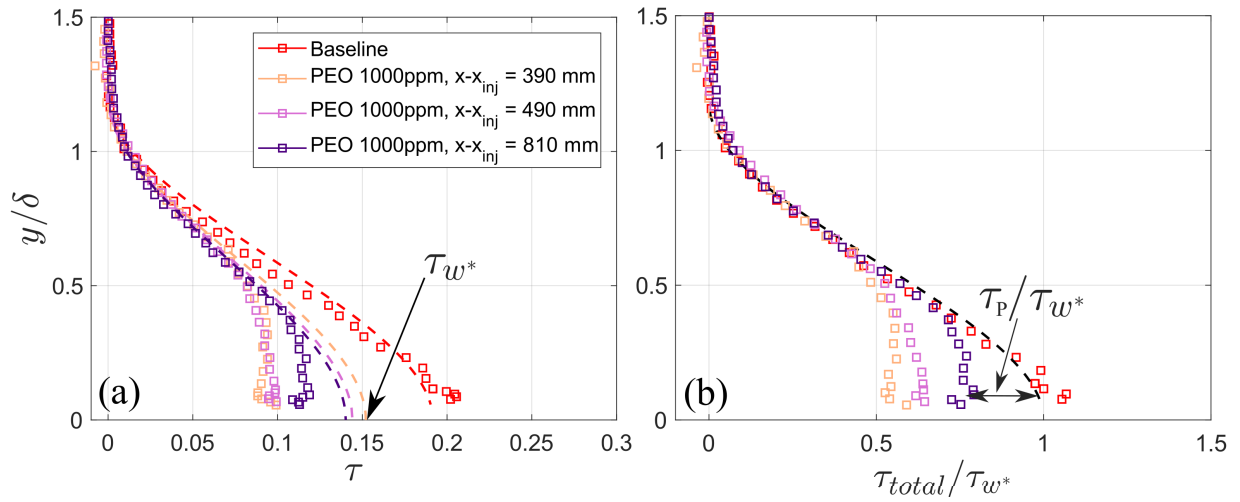 1.5
1
0.5
0
y/δ
0
0.05
0.1
0.15
0.2
0.25
0.3
τ
Baseline
PEO 1000ppm, x-x_inj = 390 mm
PEO 1000ppm, x-x_inj = 490 mm
PEO 1000ppm, x-x_inj = 810 mm
τ_w*
(a)
1.5
1
0.5
0
0
0.5
1
1.5
τ_total/τ_w*
τ_P/τ_w*
(b)